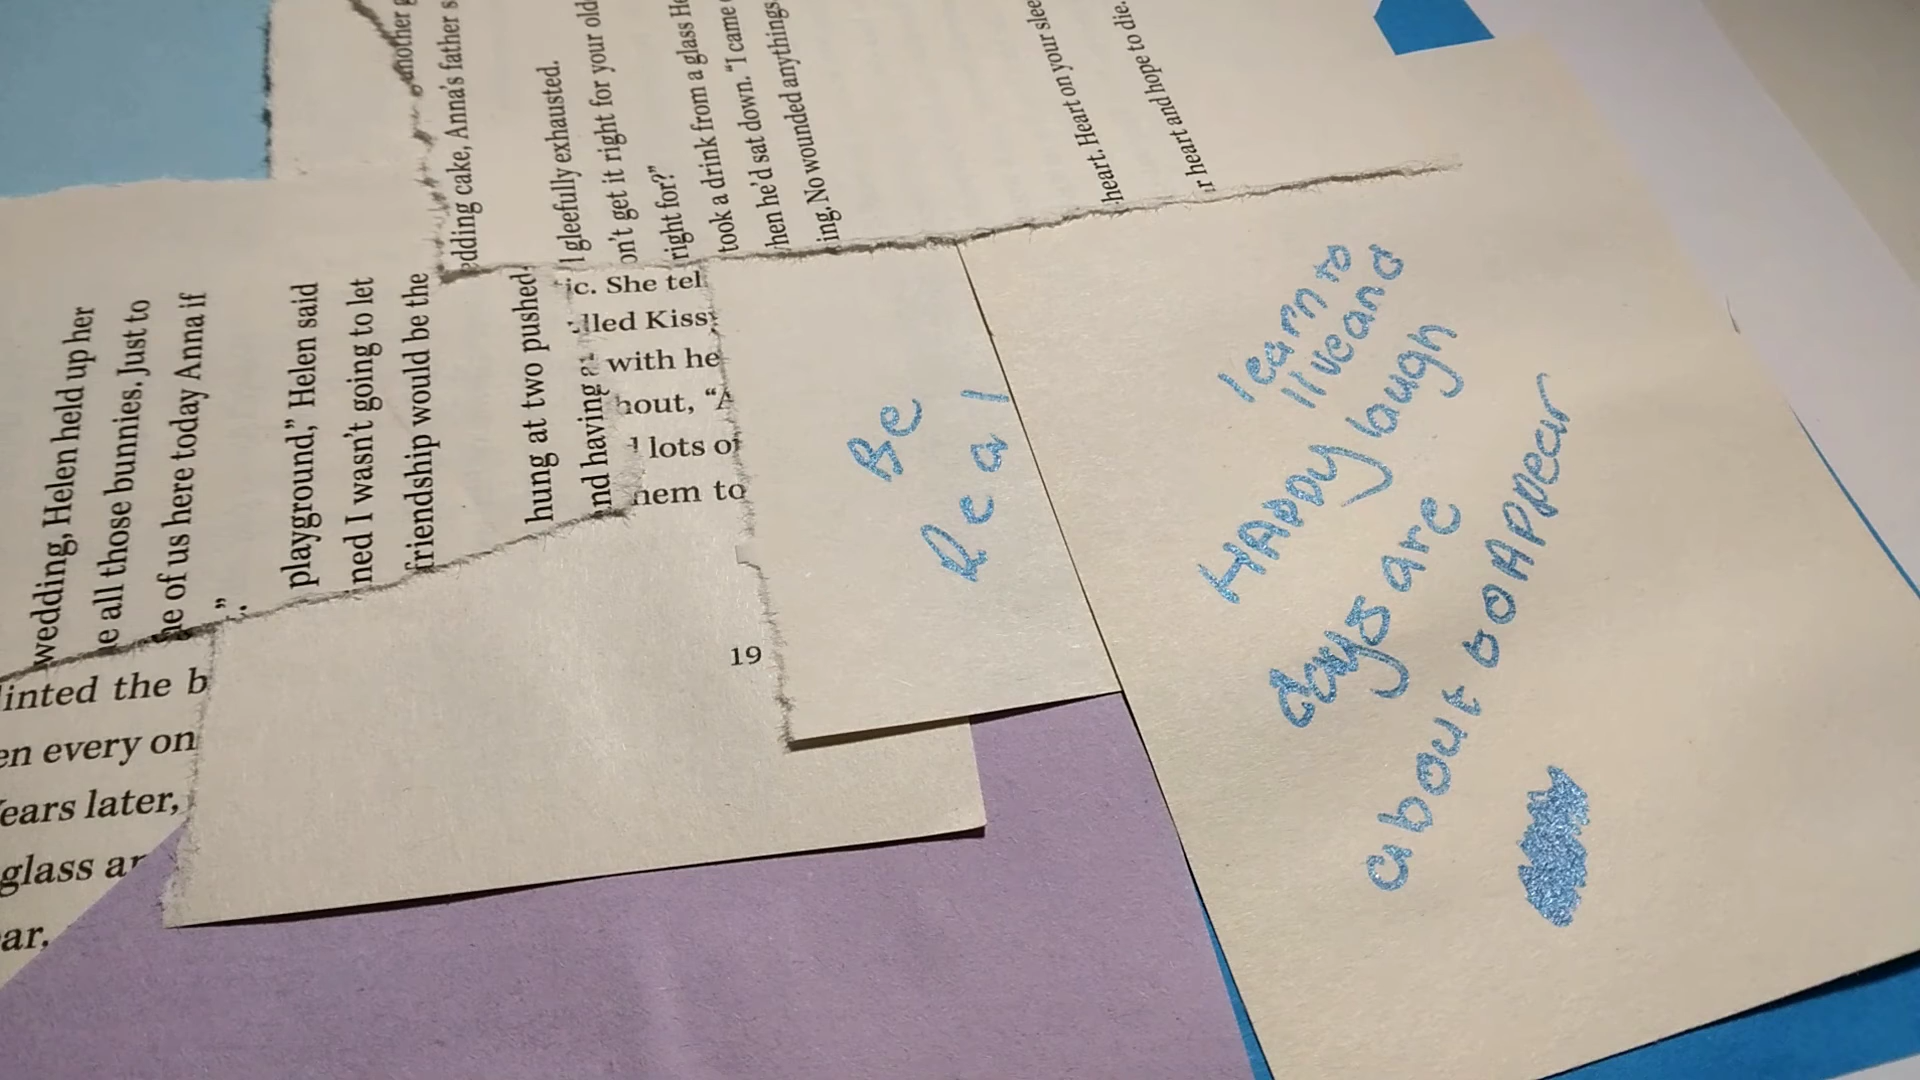 another
edding cake, Anna's father s
l gleefully exhausted.
on't get it right for your old
right for?”
took a drink from a glass He
hen he'd sat down. “I came
ing. No wounded anythings.
heart. Heart on your slee
r heart and hope to die.
wedding, Helen held up her
e all those bunnies. Just to
e of us here today Anna if
.”
playground,” Helen said
ned I wasn't going to let
friendship would be the
hung at two pushed
and having a
ic. She tel
lled Kiss
with he
hout, “A
l lots of
hem to
19
inted the b
en every on
ears later,
glass ar
ar,
Be
Real
learn to
live and
laugh
HAppy
days are
about to Appear